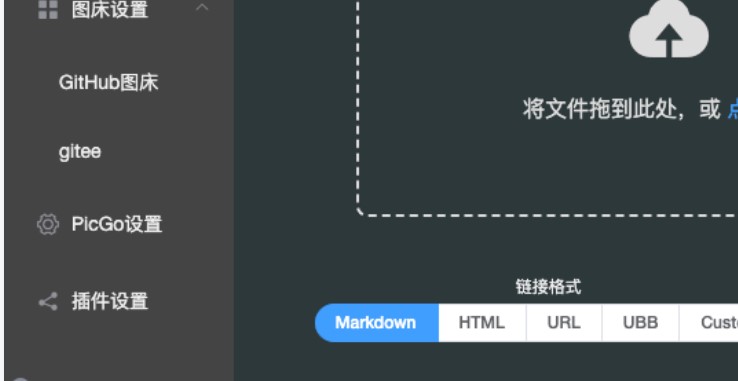 图床设置
GitHub图床
gitee
PicGo设置
插件设置
将文件拖到此处，或
链接格式
Markdown HTML URL UBB